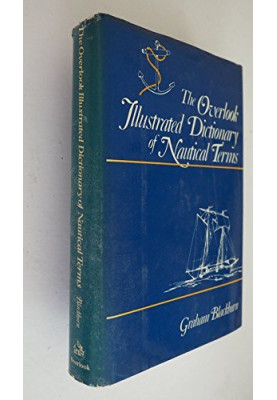 The Overlook
Illustrated Dictionary
of Nautical Terms
Graham Blackburn
The Overlook Illustrated Dictionary of Nautical Terms
Blackburn
Overlook